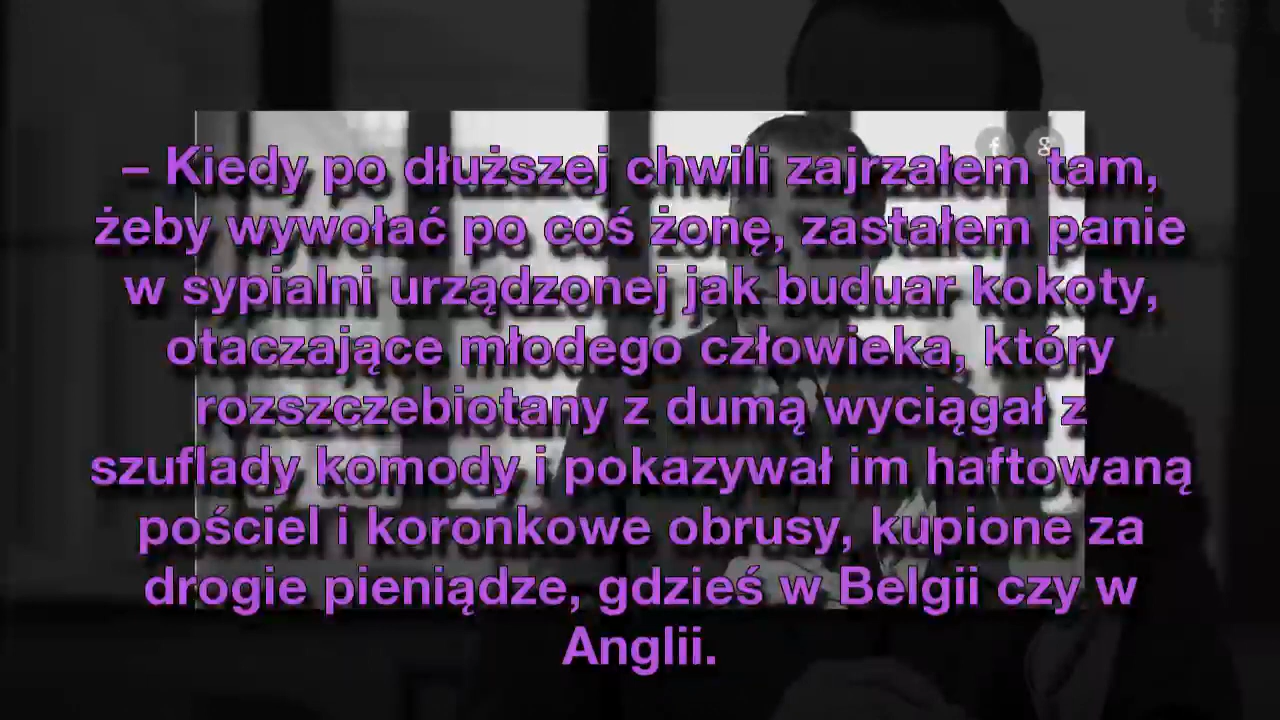 – Kiedy po dłuższej chwili zajrzałem tam,
żeby wywołać po coś żonę, zastałem panie
w sypialni urządzonej jak buduar kokoty,
otaczające młodego człowieka, który
rozszczebiotany z dumą wyciągał z
szuflady komody i pokazywał im haftowaną
pościel i koronkowe obrusy, kupione za
drogie pieniądze, gdzieś w Belgii czy w
Anglii.